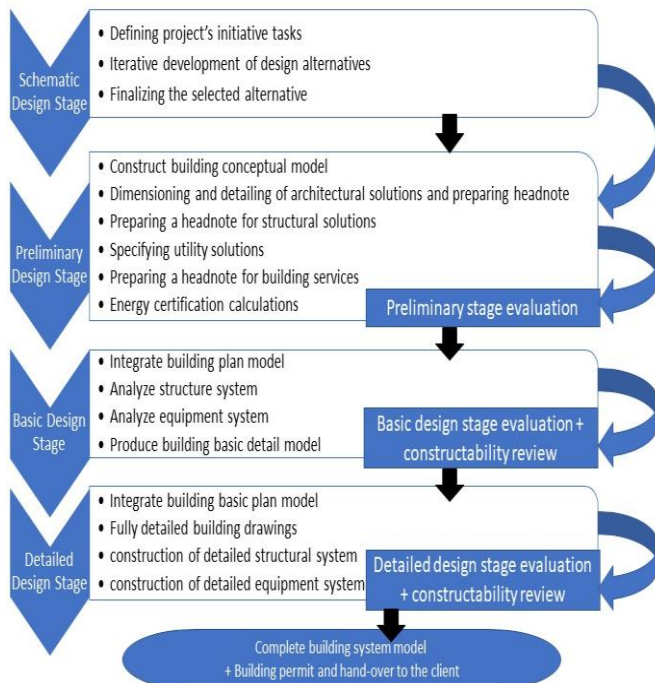 Schematic
Design Stage
• Defining project's initiative tasks
• Iterative development of design alternatives
• Finalizing the selected alternative
Preliminary
Design Stage
• Construct building conceptual model
• Dimensioning and detailing of architectural solutions and preparing headnote
• Preparing a headnote for structural solutions
• Specifying utility solutions
• Preparing a headnote for building services
• Energy certification calculations
Preliminary stage evaluation
Basic Design
Stage
• Integrate building plan model
• Analyze structure system
• Analyze equipment system
• Produce building basic detail model
Basic design stage evaluation +
constructability review
Detailed
Design Stage
• Integrate building basic plan model
• Fully detailed building drawings
• construction of detailed structural system
• construction of detailed equipment system
Detailed design stage evaluation
+ constructability review
Complete building system model
+ Building permit and hand-over to the client